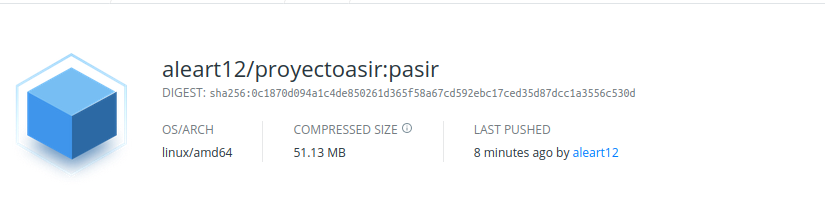 aleart12/proyectoasir:pasir
DIGEST: sha256:0c1870d094a1c4de850261d365f58a67cd592ebc17ced35d87dcc1a3556c530d
OS/ARCH COMPRESSED SIZE LAST PUSHED
linux/amd64 51.13 MB 8 minutes ago by aleart12